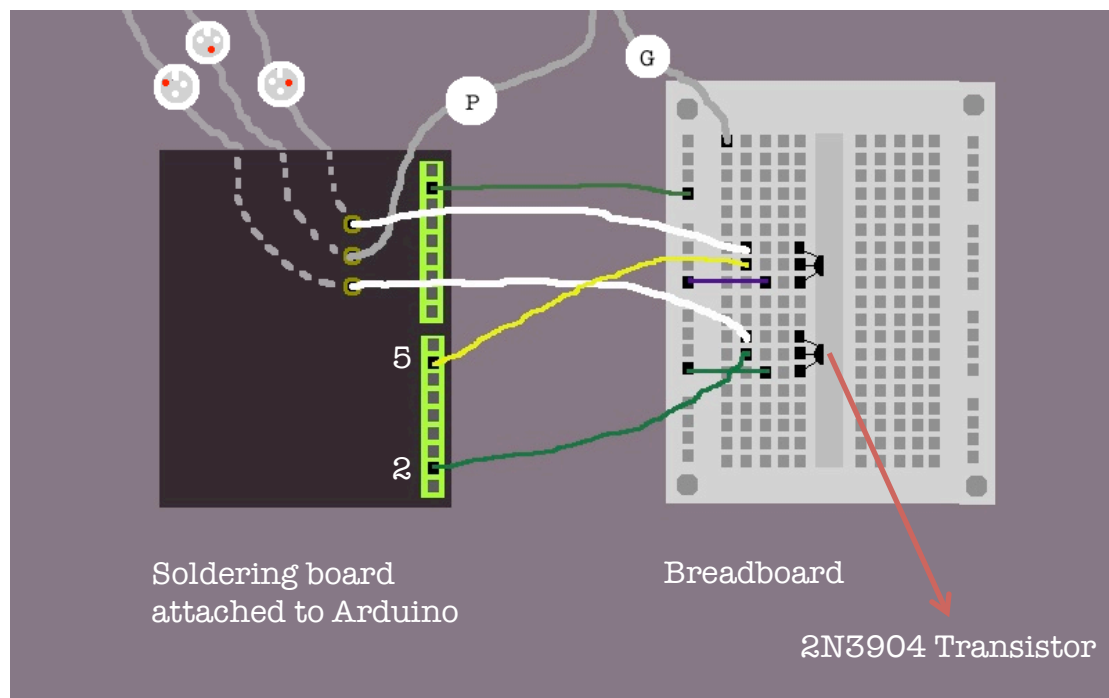 G
P
5
2
Soldering board
attached to Arduino
Breadboard
2N3904 Transistor